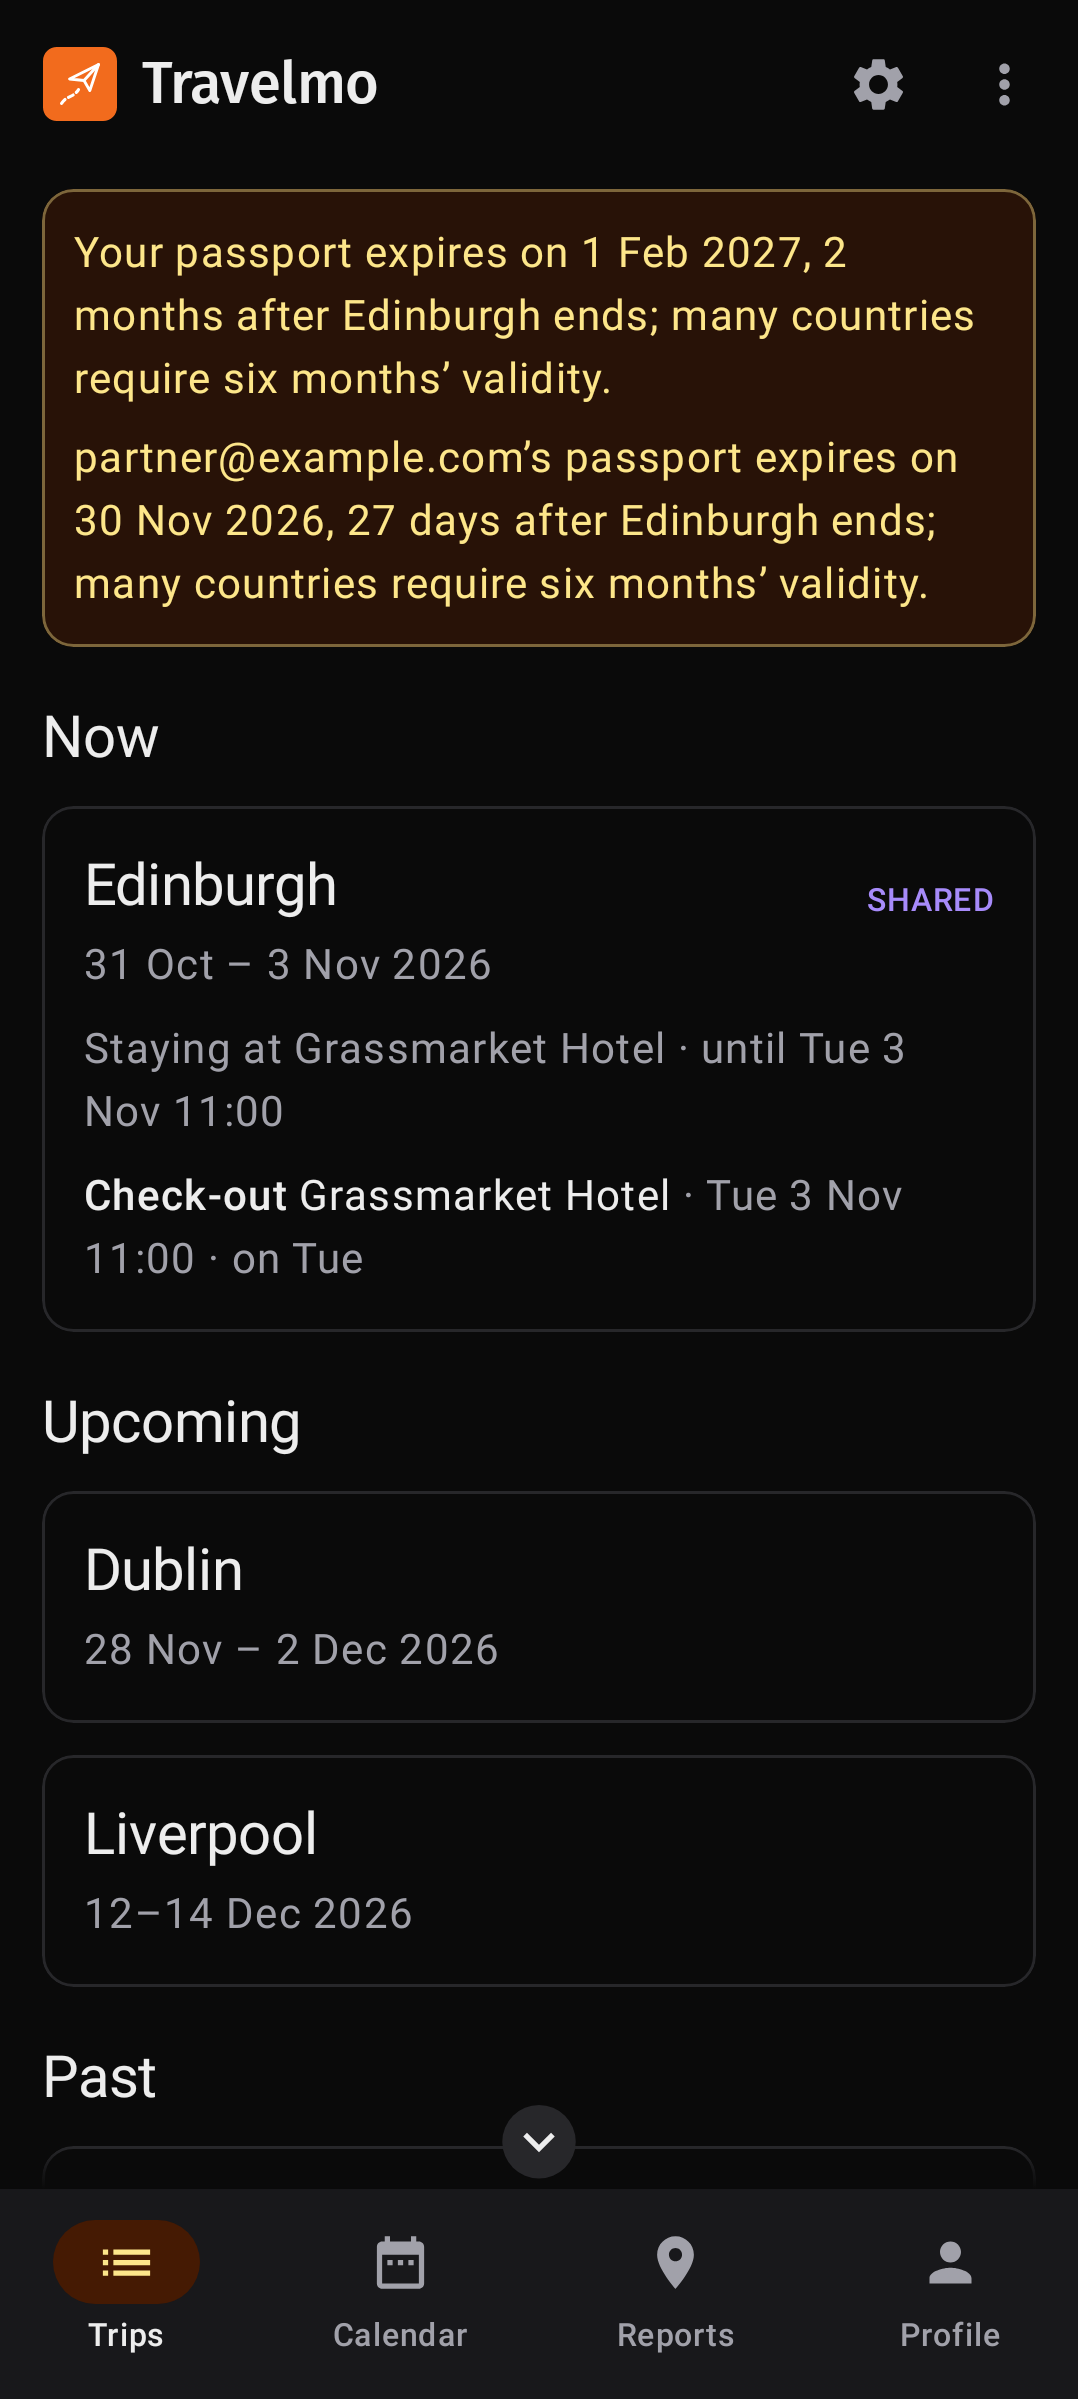 Travelmo
Your passport expires on 1 Feb 2027, 2
months after Edinburgh ends; many countries
require six months’ validity.
partner@example.com’s passport expires on
30 Nov 2026, 27 days after Edinburgh ends;
many countries require six months’ validity.
Now
Edinburgh
SHARED
31 Oct – 3 Nov 2026
Staying at Grassmarket Hotel · until Tue 3
Nov 11:00
Check-out Grassmarket Hotel · Tue 3 Nov
11:00 · on Tue
Upcoming
Dublin
28 Nov – 2 Dec 2026
Liverpool
12–14 Dec 2026
Past
Trips
Calendar
Reports
Profile